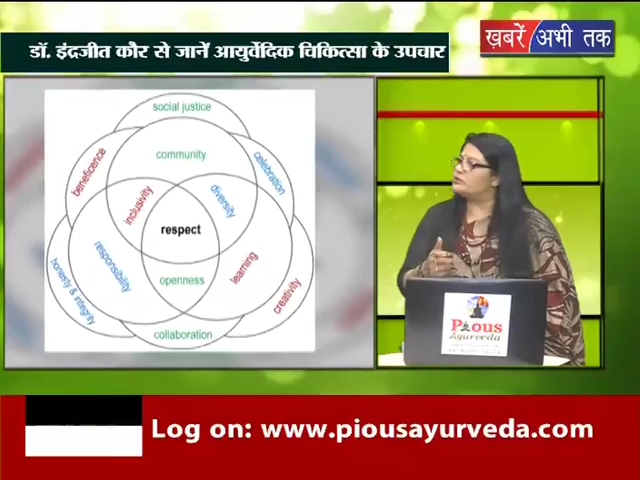 डॉ. इंद्रजीत कौर से जानें आयुर्वेदिक चिकित्सा के उपचार
ख़बरें अभी तक
social justice
community
beneficence
celebration
inclusivity
diversity
respect
responsibility
learning
openness
honesty & integrity
creativity
collaboration
Pious
Ayurveda
Log on: www.piousayurveda.com